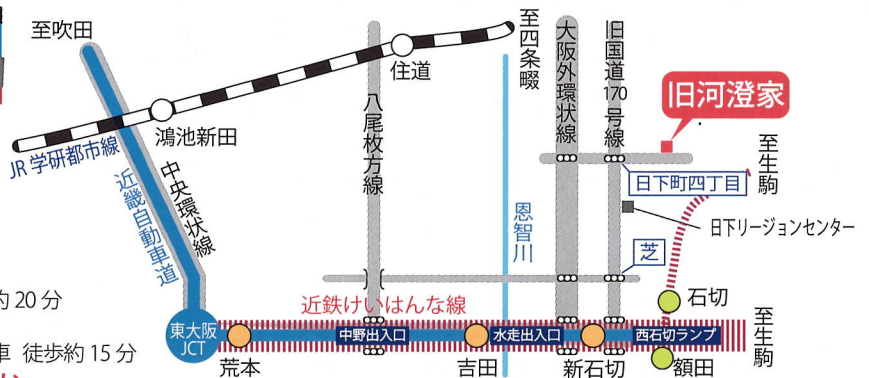 至吹田
JR学研都市線
鴻池新田
住道
至四条畷
近畿自動車道
中央環状線
八尾枚方線
恩智川
大阪外環状線
旧国道170号線
旧河澄家
至生駒
日下町四丁目
日下リージョンセンター
芝
石切
近鉄けいはんな線
東大阪
JCT
荒本
中野出入口
吉田
水走出入口
新石切
西石切ランプ
額田
至生駒
約20分
車 徒歩約15分